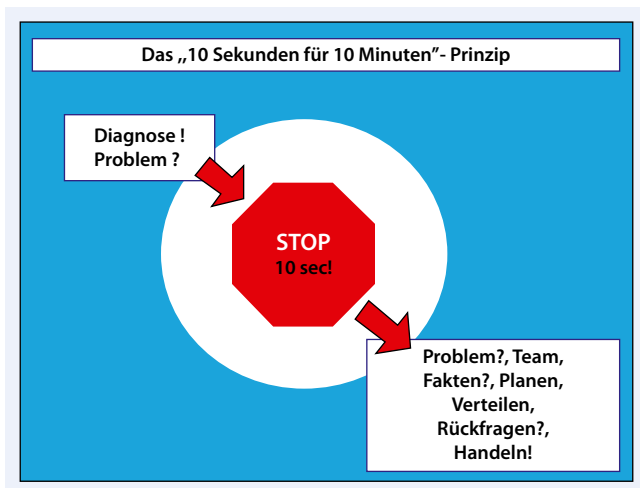 Das ,,10 Sekunden für 10 Minuten”- Prinzip
Diagnose !
Problem ?
STOP
10 sec!
Problem?, Team,
Fakten?, Planen,
Verteilen,
Rückfragen?,
Handeln!